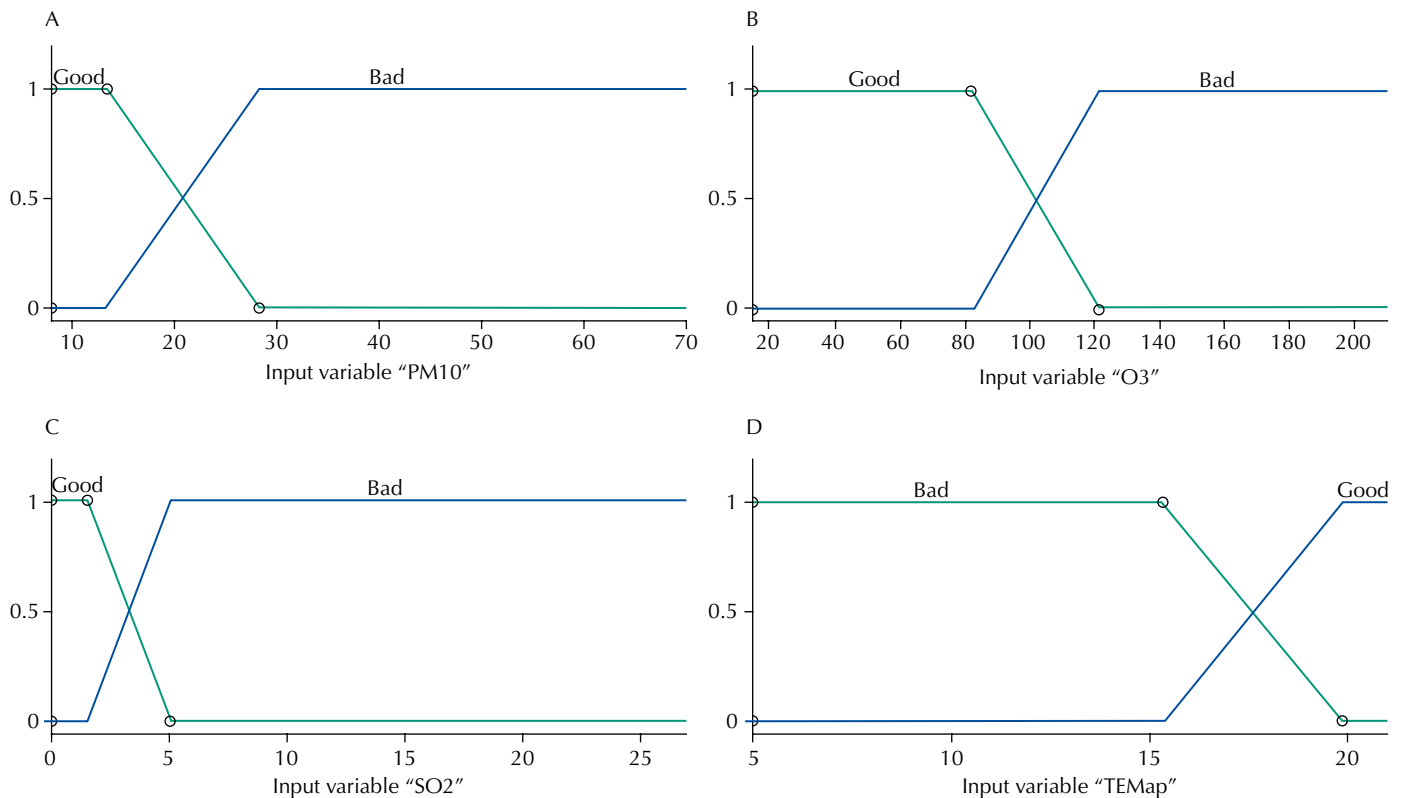 A
Good
Bad
1
0.5
0
10 20 30 40 50 60 70
Input variable “PM10”
B
Good
Bad
1
0.5
0
20 40 60 80 100 120 140 160 180 200
Input variable “O3”
C
Good
Bad
1
0.5
0
0 5 10 15 20 25
Input variable “SO2”
D
Bad
Good
1
0.5
0
5 10 15 20
Input variable “TEMap”